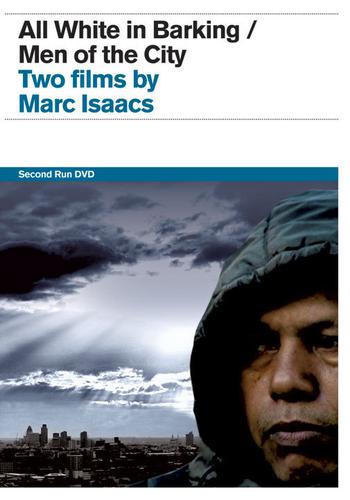 All White in Barking /
Men of the City
Two films by
Marc Isaacs
Second Run DVD